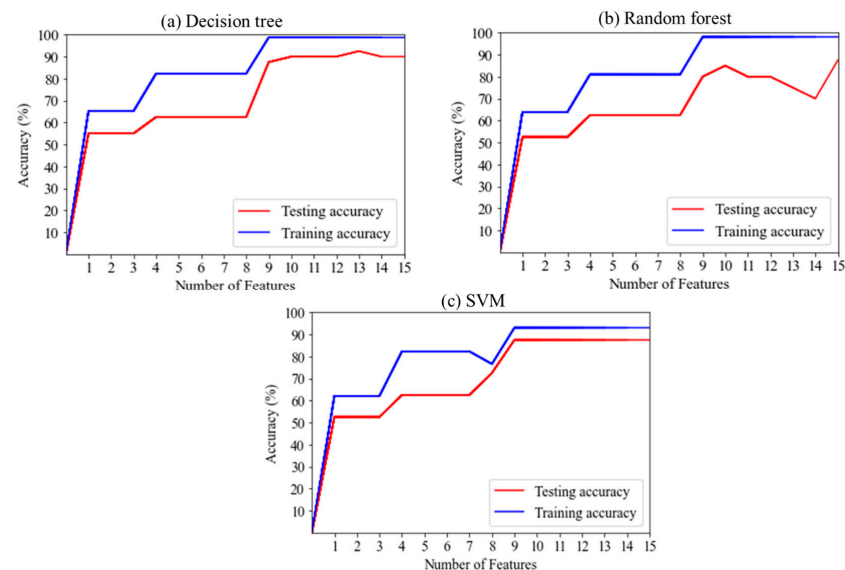 (a) Decision tree
100
90
80
70
60
50
40
30
20
10
Accuracy (%)
Testing accuracy
Training accuracy
1 2 3 4 5 6 7 8 9 10 11 12 13 14 15
Number of Features
(b) Random forest
100
90
80
70
60
50
40
30
20
10
Accuracy (%)
Testing accuracy
Training accuracy
1 2 3 4 5 6 7 8 9 10 11 12 13 14 15
Number of Features
(c) SVM
100
90
80
70
60
50
40
30
20
10
Accuracy (%)
Testing accuracy
Training accuracy
1 2 3 4 5 6 7 8 9 10 11 12 13 14 15
Number of Features